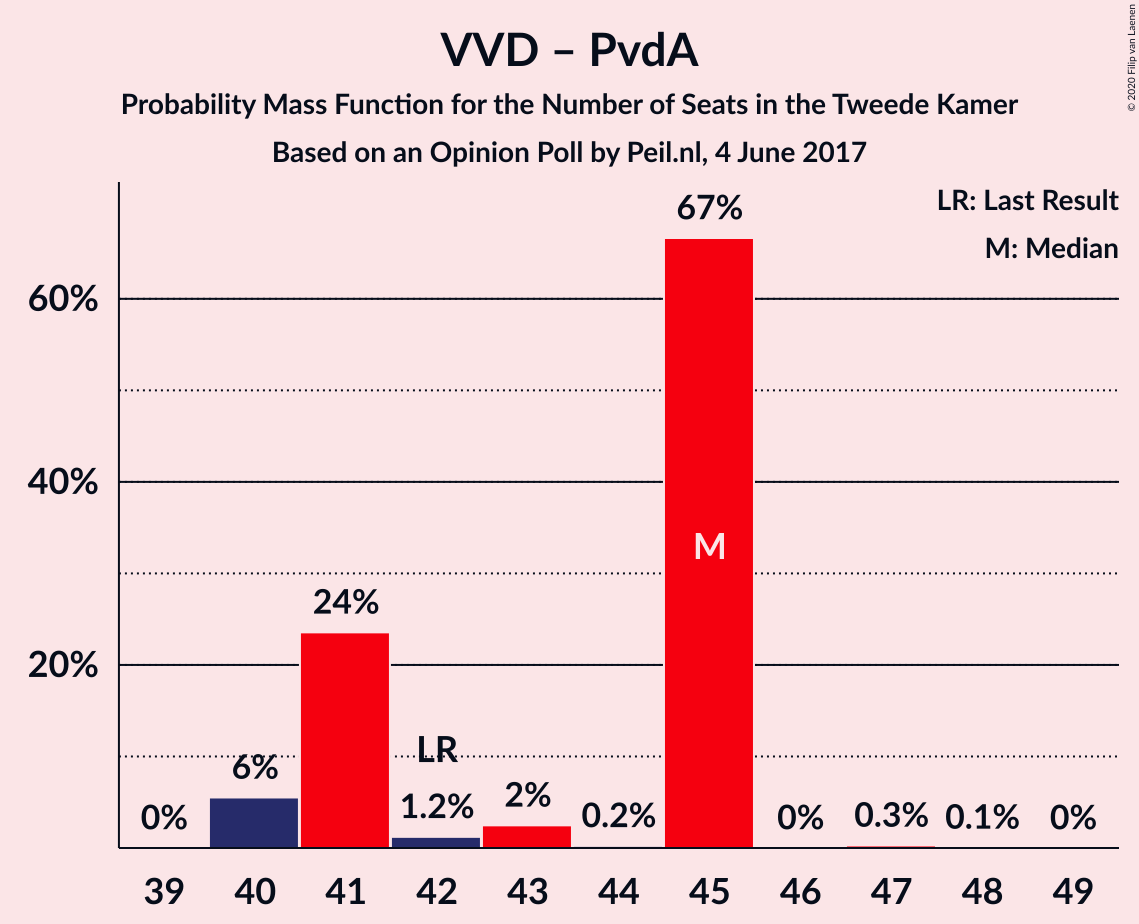 VVD – PvdA
Probability Mass Function for the Number of Seats in the Tweede Kamer
Based on an Opinion Poll by Peil.nl, 4 June 2017
© 2020 Filip van Laenen
LR: Last Result
M: Median
60%
40%
20%
0%
6%
24%
LR
1.2%
2%
0.2%
67%
M
0%
0.3%
0.1%
0%
39 40 41 42 43 44 45 46 47 48 49